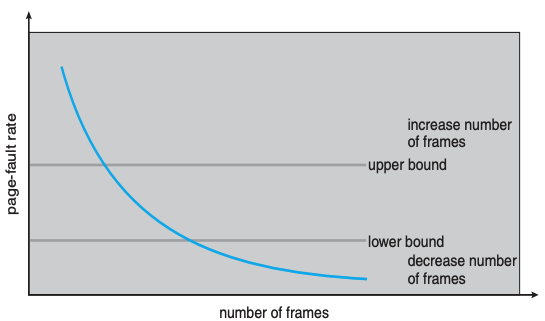 page-fault rate
increase number
of frames
upper bound
lower bound
decrease number
of frames
number of frames